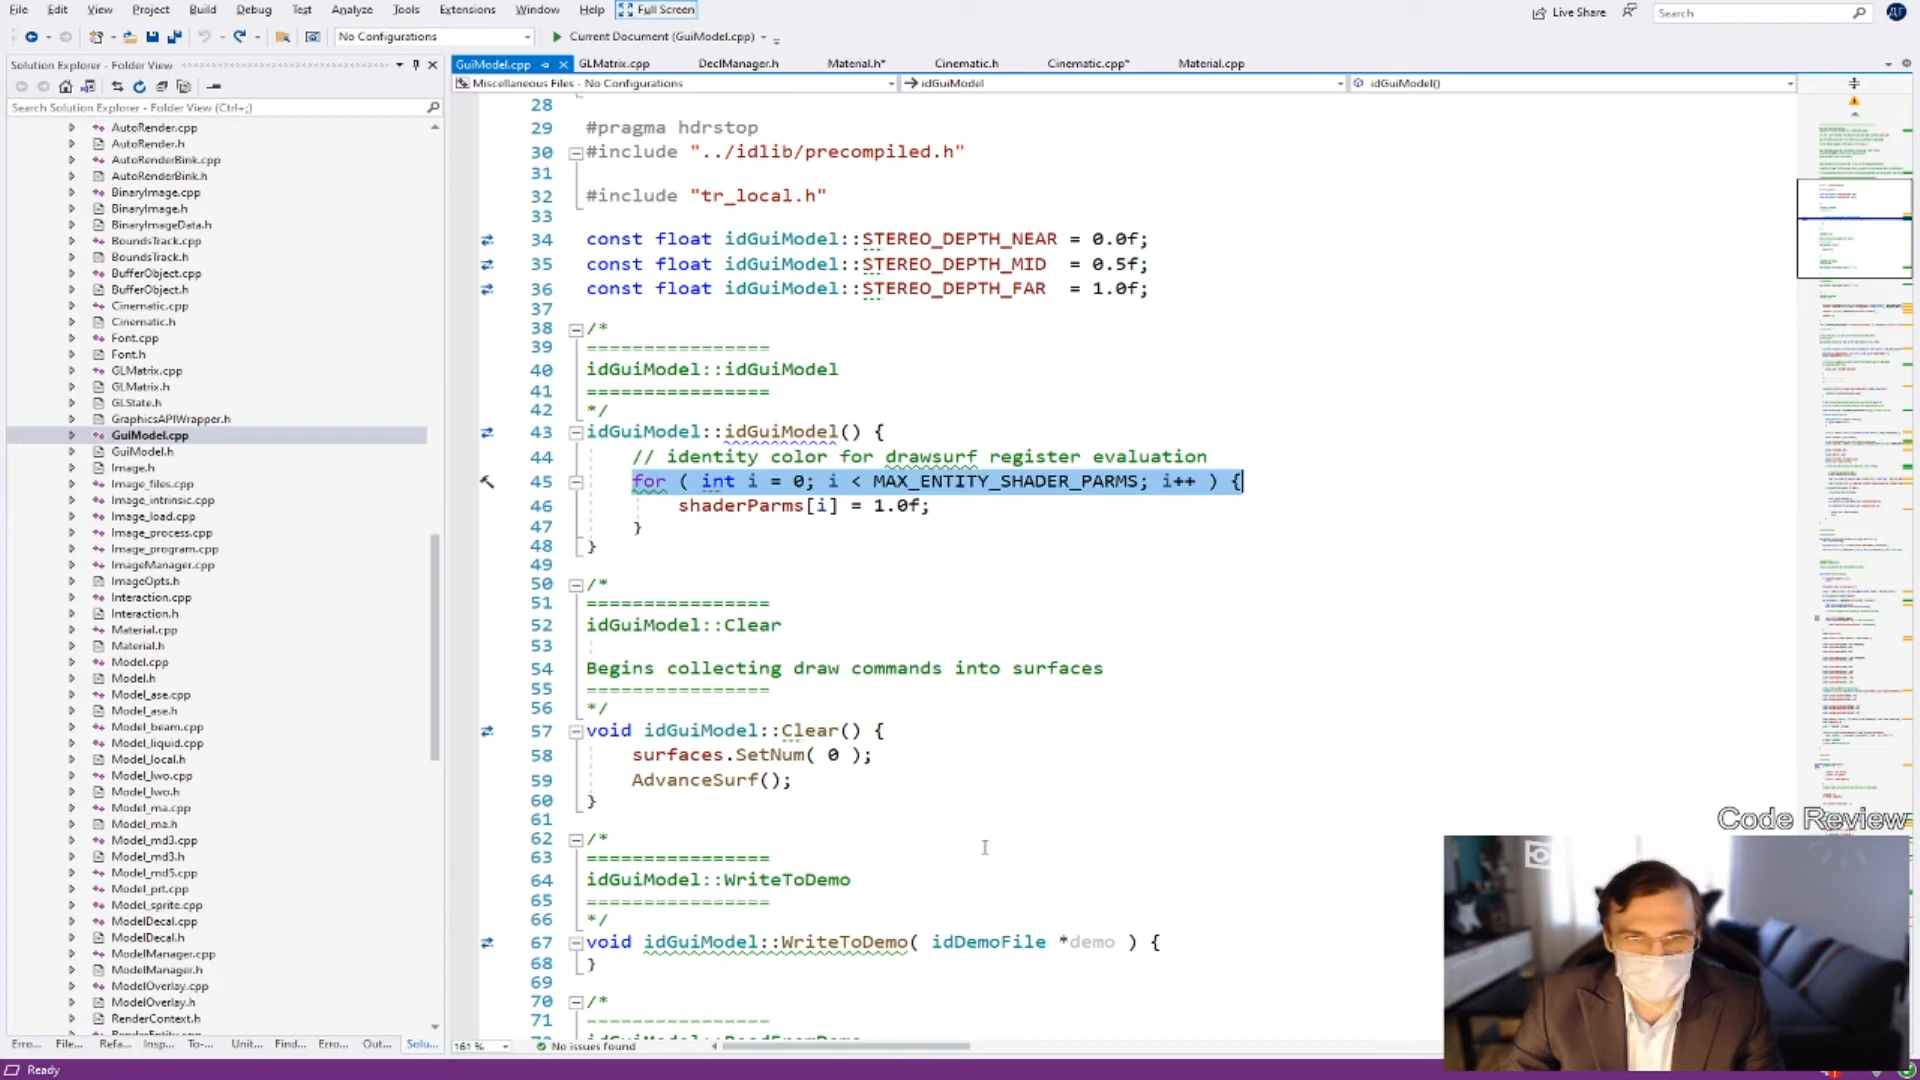 File Edit View Project Build Debug Test Analyze Tools Extensions Window Help Full Screen Live Share Search ДГ
No Configurations Current Document (GuiModel.cpp)
Solution Explorer - Folder View
Search Solution Explorer - Folder View (Ctrl+;)
AutoRender.cpp
AutoRender.h
AutoRenderBink.cpp
AutoRenderBink.h
BinaryImage.cpp
BinaryImage.h
BinaryImageData.h
BoundsTrack.cpp
BoundsTrack.h
BufferObject.cpp
BufferObject.h
Cinematic.cpp
Cinematic.h
Font.cpp
Font.h
GLMatrix.cpp
GLMatrix.h
GLState.h
GraphicsAPIWrapper.h
GuiModel.cpp
GuiModel.h
Image.h
Image_files.cpp
Image_intrinsic.cpp
Image_load.cpp
Image_process.cpp
Image_program.cpp
ImageManager.cpp
ImageOpts.h
Interaction.cpp
Interaction.h
Material.cpp
Material.h
Model.cpp
Model.h
Model_ase.cpp
Model_ase.h
Model_beam.cpp
Model_liquid.cpp
Model_local.h
Model_lwo.cpp
Model_lwo.h
Model_ma.cpp
Model_ma.h
Model_md3.cpp
Model_md3.h
Model_md5.cpp
Model_prt.cpp
Model_sprite.cpp
ModelDecal.cpp
ModelDecal.h
ModelManager.cpp
ModelManager.h
ModelOverlay.cpp
ModelOverlay.h
RenderContext.h
Erro... File... Refa... Insp... To-... Unit... Find... Erro... Out... Solu...
GuiModel.cpp GLMatrix.cpp DeclManager.h Material.h* Cinematic.h Cinematic.cpp* Material.cpp
Miscellaneous Files - No Configurations idGuiModel idGuiModel()
28
29 #pragma hdrstop
30 #include "../idlib/precompiled.h"
31
32 #include "tr_local.h"
33
34 const float idGuiModel::STEREO_DEPTH_NEAR = 0.0f;
35 const float idGuiModel::STEREO_DEPTH_MID = 0.5f;
36 const float idGuiModel::STEREO_DEPTH_FAR = 1.0f;
37
38 /*
39 ================
40 idGuiModel::idGuiModel
41 ================
42 */
43 idGuiModel::idGuiModel() {
44 // identity color for drawsurf register evaluation
45 for ( int i = 0; i < MAX_ENTITY_SHADER_PARMS; i++ ) {
46 shaderParms[i] = 1.0f;
47 }
48 }
49
50 /*
51 ================
52 idGuiModel::Clear
53
54 Begins collecting draw commands into surfaces
55 ================
56 */
57 void idGuiModel::Clear() {
58 surfaces.SetNum( 0 );
59 AdvanceSurf();
60 }
61
62 /*
63 ================
64 idGuiModel::WriteToDemo
65 ================
66 */
67 void idGuiModel::WriteToDemo( idDemoFile *demo ) {
68 }
69
70 /*
71 ================
161 % No issues found
Code Review
Ready